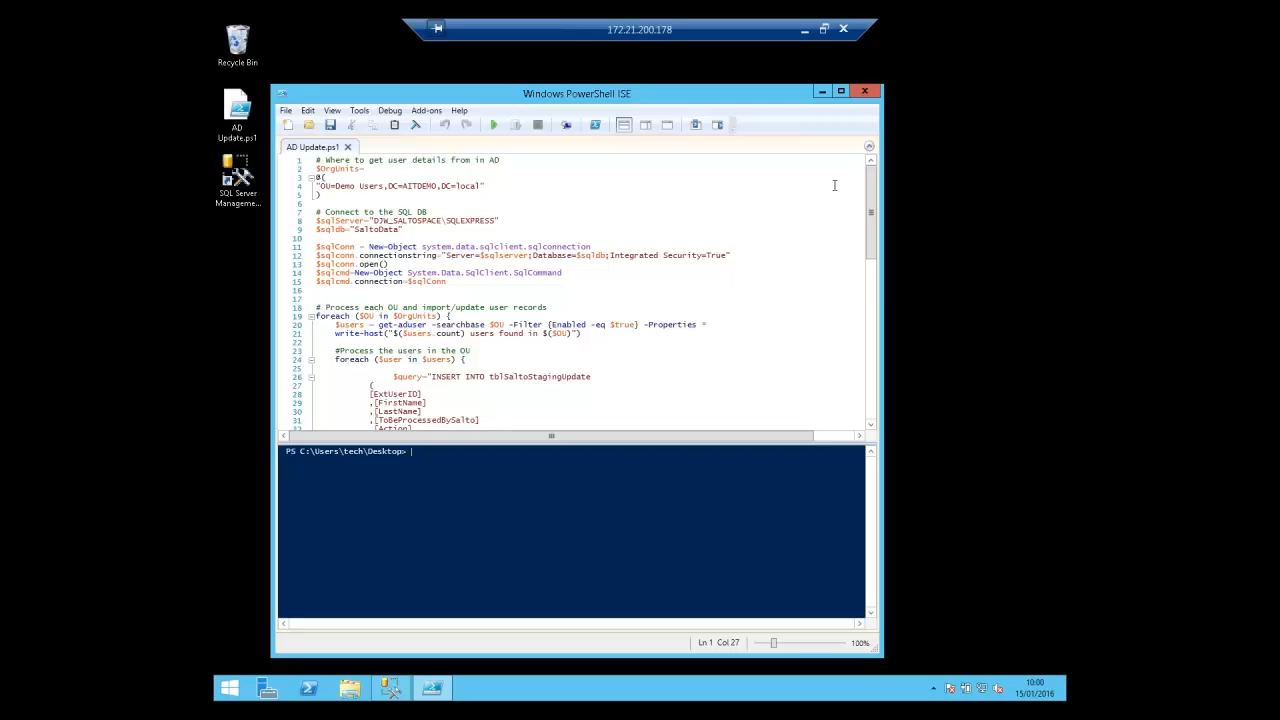 172.21.200.178
Recycle Bin
AD
Update.ps1
SQL Server
Manageme...
Windows PowerShell ISE
File Edit View Tools Debug Add-ons Help
AD Update.ps1
1 # Where to get user details from in AD
2 $OrgUnits=
3 @(
4 "OU=Demo Users,DC=AITDEMO,DC=local"
5 )
6
7 # Connect to the SQL DB
8 $sqlServer="DJW_SALTOSPACE\SQLEXPRESS"
9 $sqldb="SaltoData"
10
11 $sqlConn = New-Object system.data.sqlclient.sqlconnection
12 $sqlconn.connectionstring="Server=$sqlserver;Database=$sqldb;Integrated Security=True"
13 $sqlconn.open()
14 $sqlcmd=New-Object System.Data.SqlClient.SqlCommand
15 $sqlcmd.connection=$sqlConn
16
17
18 # Process each OU and import/update user records
19 foreach ($OU in $OrgUnits) {
20 $users = get-aduser -searchbase $OU -Filter {Enabled -eq $true} -Properties *
21 write-host("$($users.count) users found in $($OU)")
22
23 #Process the users in the OU
24 foreach ($user in $users) {
25
26 $query="INSERT INTO tblSaltoStagingUpdate
27 (
28 [ExtUserID]
29 ,[FirstName]
30 ,[LastName]
31 ,[ToBeProcessedBySalto]
32 ,[Action]
PS C:\Users\tech\Desktop>
Ln 1 Col 27 100%
10:00
15/01/2016